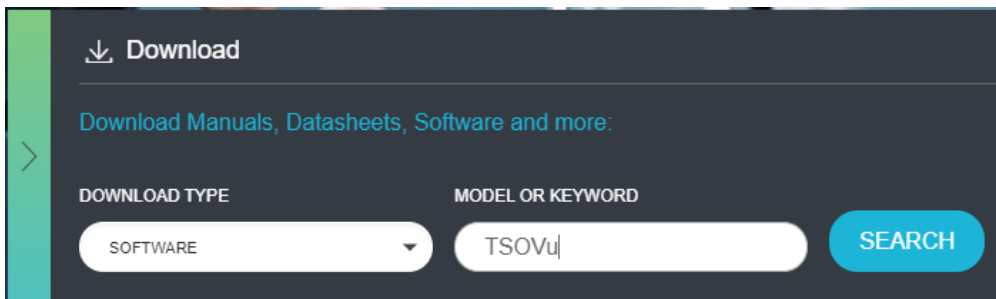 Download
Download Manuals, Datasheets, Software and more:
DOWNLOAD TYPE MODEL OR KEYWORD
SOFTWARE TSOVu SEARCH